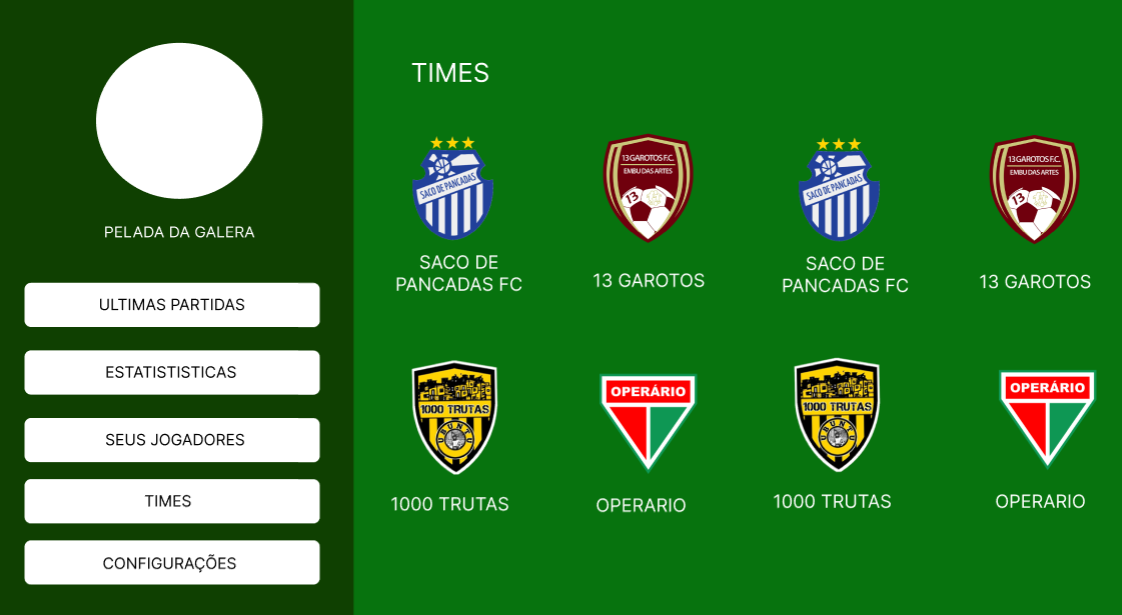 PELADA DA GALERA
ULTIMAS PARTIDAS
ESTATISTISTICAS
SEUS JOGADORES
TIMES
CONFIGURAÇÕES
TIMES
SACO DE PANCADAS
SACO DE
PANCADAS FC
13 GAROTOS F.C.
EMBU DAS ARTES
13
13 GAROTOS
SACO DE PANCADAS
SACO DE
PANCADAS FC
13 GAROTOS F.C.
EMBU DAS ARTES
13
13 GAROTOS
1000 TRUTAS
UBUNTU
1000 TRUTAS
OPERÁRIO
OPERARIO
1000 TRUTAS
UBUNTU
1000 TRUTAS
OPERÁRIO
OPERARIO